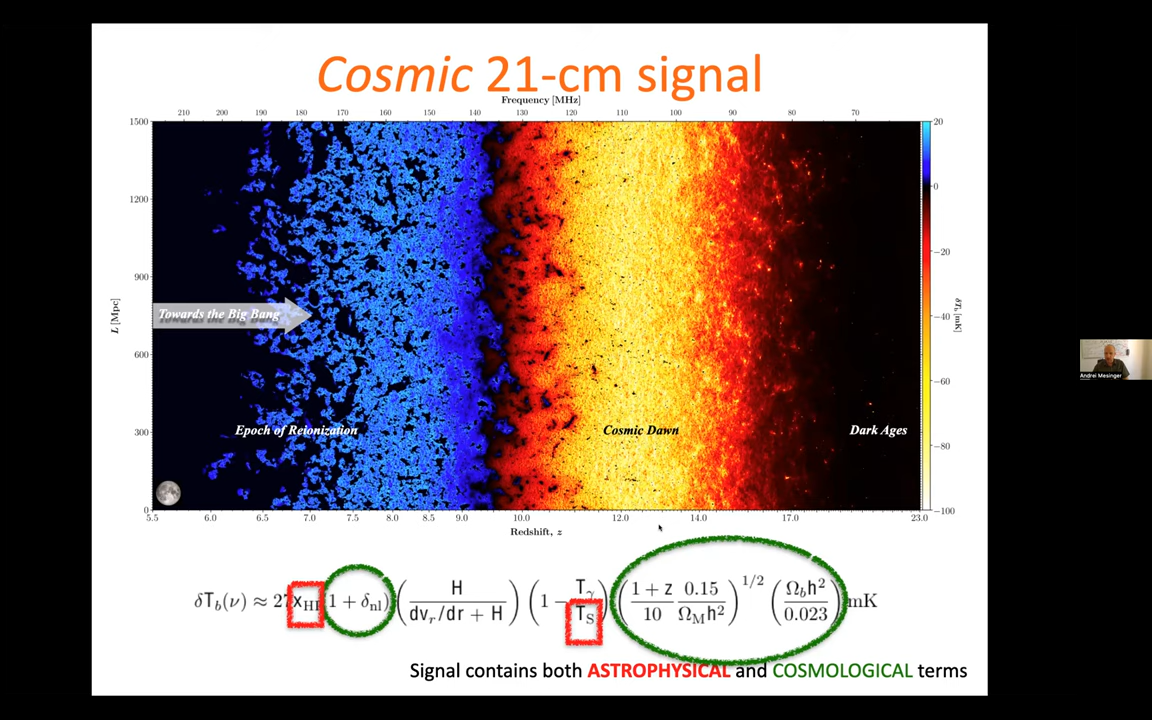 Cosmic 21-cm signal
Frequency [MHz]
210 200 190 180 170 160 150 140 130 120 110 100 90 80 70
1500
1200
900
600
300
0
L [Mpc]
Towards the Big Bang
Epoch of Reionization
Cosmic Dawn
Dark Ages
5.5 6.0 6.5 7.0 7.5 8.0 8.5 9.0 10.0 12.0 14.0 17.0 23.0
Redshift, z
20
0
−20
−40
−60
−80
−100
δT_b [mK]
Andrei Mesinger
δT_b(ν) ≈ 27x_HI(1 + δ_nl) (H / (dv_r/dr + H)) (1 − T_γ / T_S) ((1 + z) / 10 0.15 / (Ω_M h²))^1/2 (Ω_b h² / 0.023) mK
Signal contains both ASTROPHYSICAL and COSMOLOGICAL terms